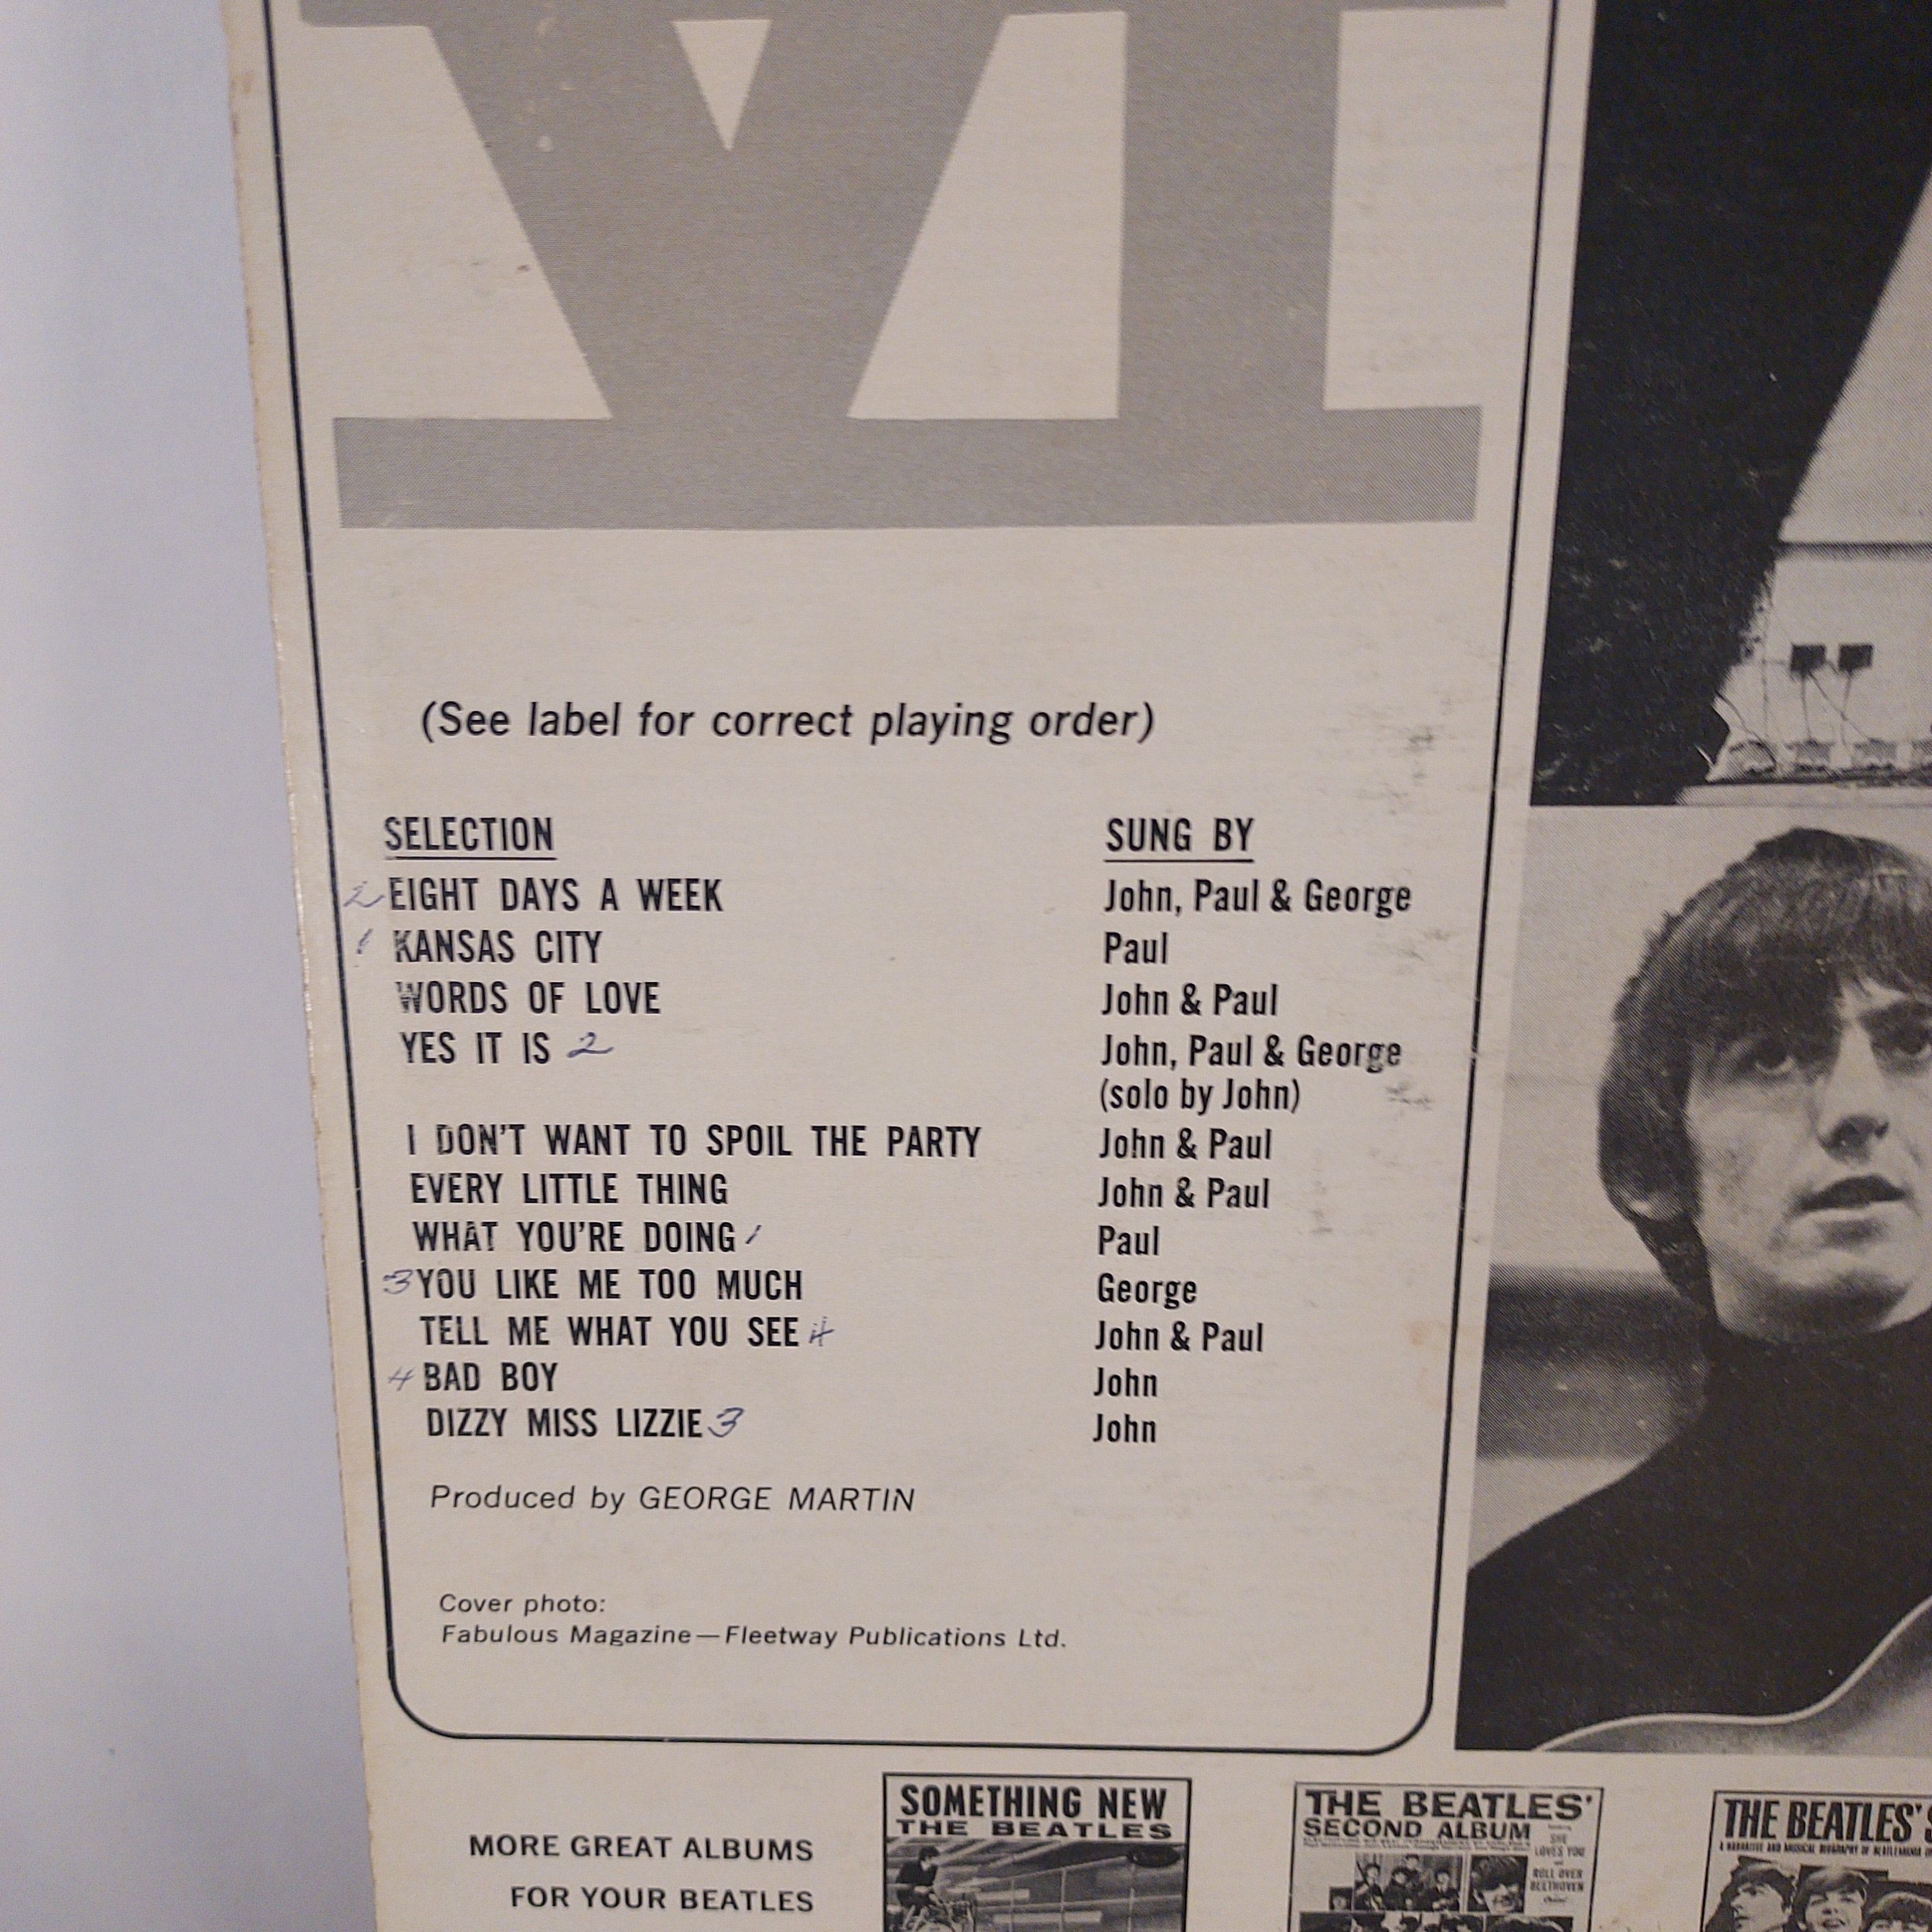 VI
(See label for correct playing order)
SELECTION SUNG BY
2 EIGHT DAYS A WEEK John, Paul & George
1 KANSAS CITY Paul
WORDS OF LOVE John & Paul
YES IT IS 2 John, Paul & George
(solo by John)
I DON'T WANT TO SPOIL THE PARTY John & Paul
EVERY LITTLE THING John & Paul
WHAT YOU'RE DOING 1 Paul
3 YOU LIKE ME TOO MUCH George
TELL ME WHAT YOU SEE 4 John & Paul
4 BAD BOY John
DIZZY MISS LIZZIE 3 John
Produced by GEORGE MARTIN
Cover photo:
Fabulous Magazine—Fleetway Publications Ltd.
MORE GREAT ALBUMS
FOR YOUR BEATLES
SOMETHING NEW
THE BEATLES
THE BEATLES'
SECOND ALBUM
SHE
LOVES YOU
ROLL OVER
BEETHOVEN
THE BEATLES'